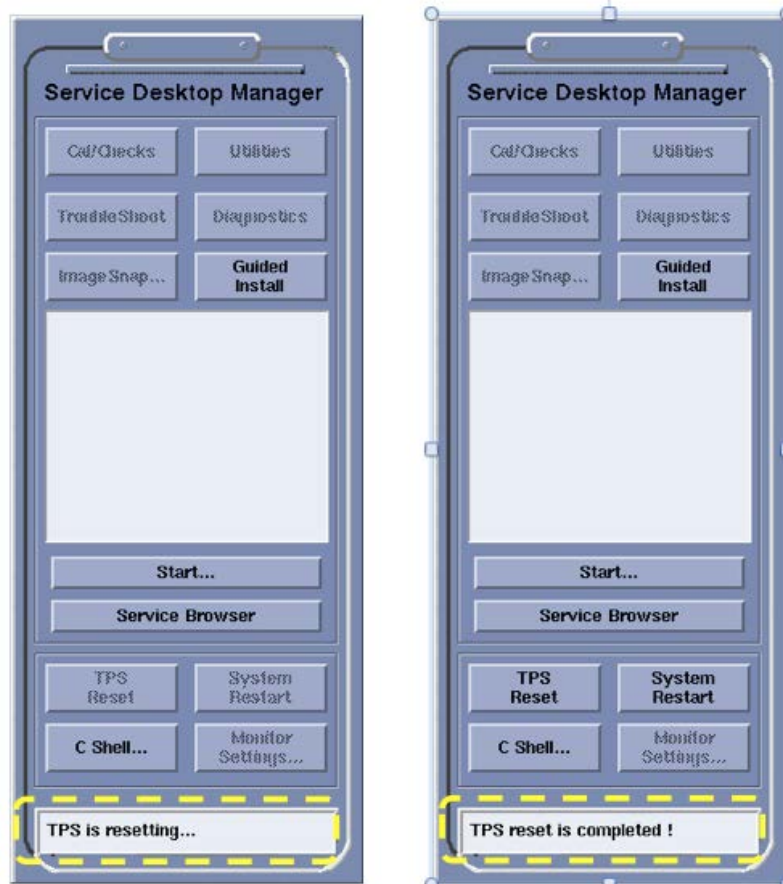 Service Desktop Manager
Cal/Checks
Utilities
TroubleShoot
Diagnostics
Image Snap...
Guided
Install
Start...
Service Browser
TPS
Reset
System
Restart
C Shell...
Monitor
Settings...
TPS is resetting...
Service Desktop Manager
Cal/Checks
Utilities
TroubleShoot
Diagnostics
Image Snap...
Guided
Install
Start...
Service Browser
TPS
Reset
System
Restart
C Shell...
Monitor
Settings...
TPS reset is completed !